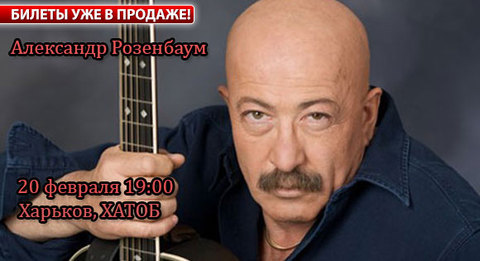 БИЛЕТЫ УЖЕ В ПРОДАЖЕ!
Александр Розенбаум
20 февраля 19:00
Харьков, ХАТОБ